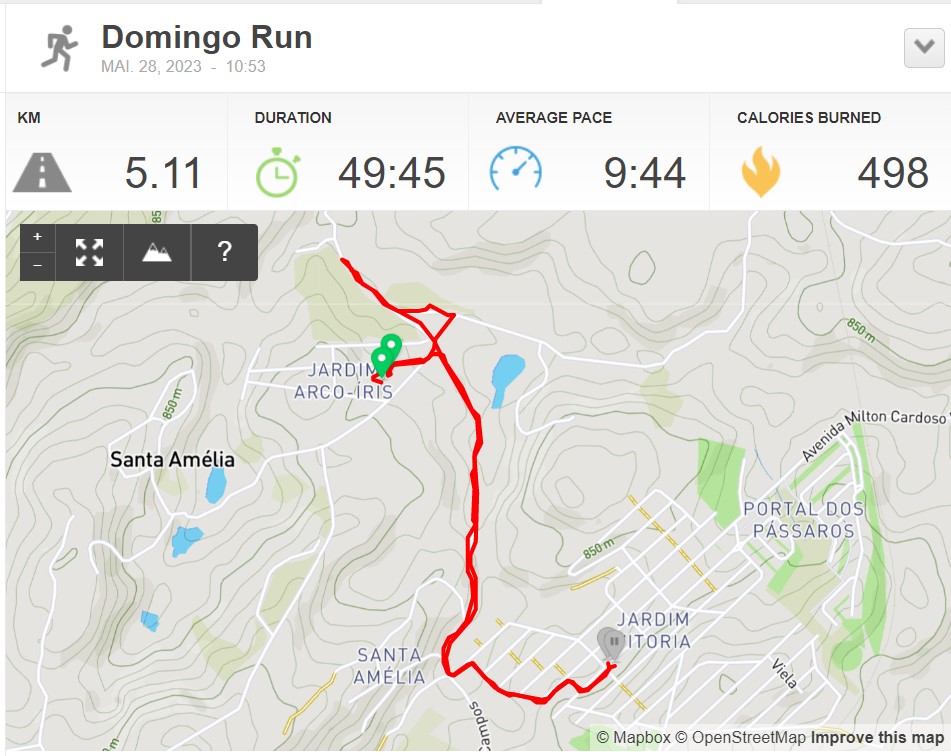 Domingo Run
MAI. 28, 2023 - 10:53
KM
5.11
DURATION
49:45
AVERAGE PACE
9:44
CALORIES BURNED
498
85
+
−
?
850 m
JARDIM
ARCO-ÍRIS
850 m
Avenida Milton Cardoso
Santa Amélia
PORTAL DOS
PÁSSAROS
850 m
JARDIM
VITORIA
SANTA
AMÉLIA
Viela
Campos
m
© Mapbox © OpenStreetMap Improve this map